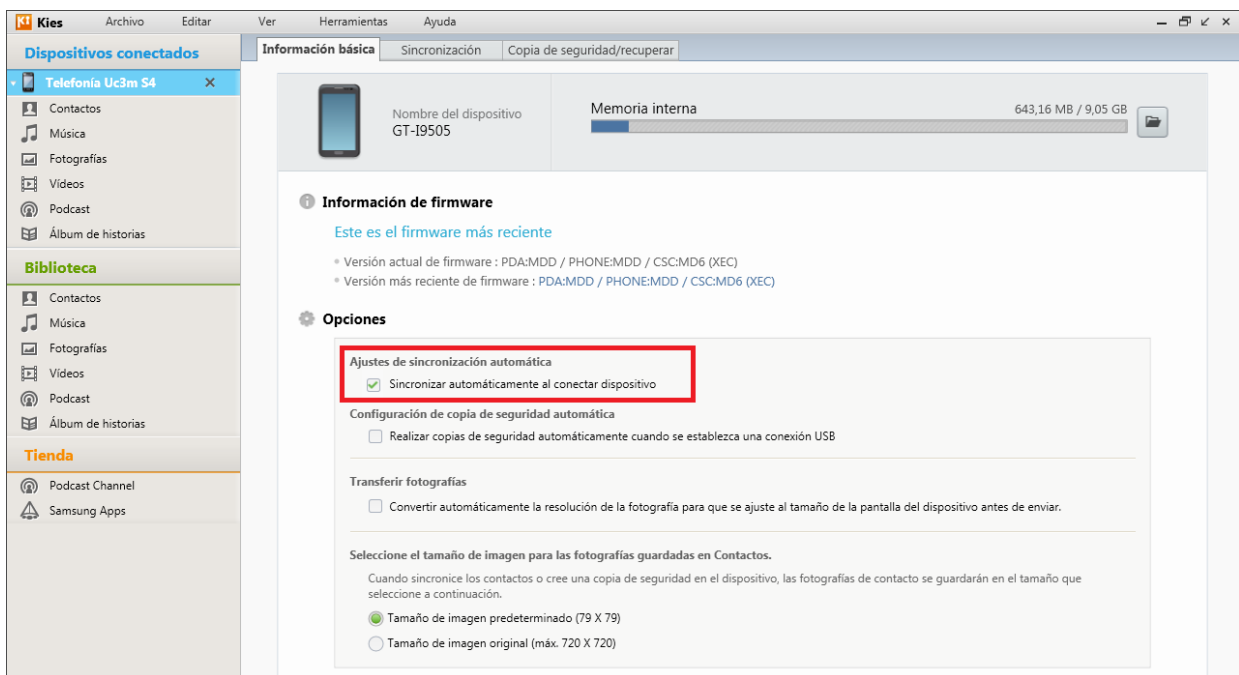 Kies Archivo Editar Ver Herramientas Ayuda
Dispositivos conectados
Telefonía Uc3m S4
Contactos
Música
Fotografías
Vídeos
Podcast
Álbum de historias
Biblioteca
Contactos
Música
Fotografías
Vídeos
Podcast
Álbum de historias
Tienda
Podcast Channel
Samsung Apps
Información básica Sincronización Copia de seguridad/recuperar
Nombre del dispositivo
GT-I9505
Memoria interna 643,16 MB / 9,05 GB
Información de firmware
Este es el firmware más reciente
Versión actual de firmware : PDA:MDD / PHONE:MDD / CSC:MD6 (XEC)
Versión más reciente de firmware : PDA:MDD / PHONE:MDD / CSC:MD6 (XEC)
Opciones
Ajustes de sincronización automática
Sincronizar automáticamente al conectar dispositivo
Configuración de copia de seguridad automática
Realizar copias de seguridad automáticamente cuando se establezca una conexión USB
Transferir fotografías
Convertir automáticamente la resolución de la fotografía para que se ajuste al tamaño de la pantalla del dispositivo antes de enviar.
Seleccione el tamaño de imagen para las fotografías guardadas en Contactos.
Cuando sincronice los contactos o cree una copia de seguridad en el dispositivo, las fotografías de contacto se guardarán en el tamaño que
seleccione a continuación.
Tamaño de imagen predeterminado (79 X 79)
Tamaño de imagen original (máx. 720 X 720)